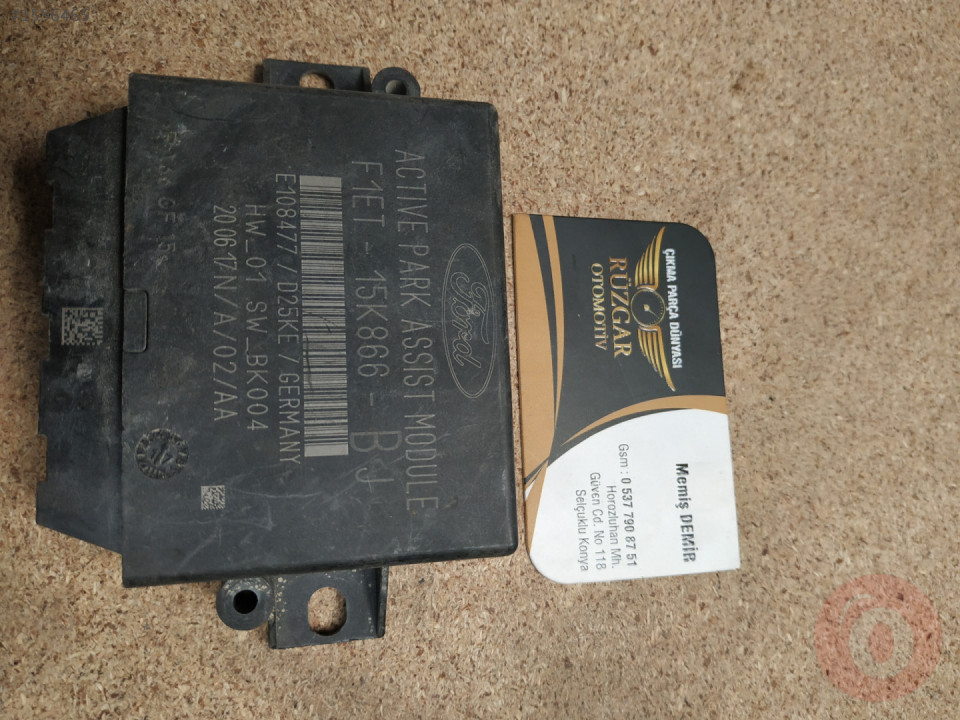 Ford
ACTIVE PARK ASSIST MODULE
F1ET - 15K866 - BJ
E108477 / D25KE / GERMANY
HW_01 SW_BK004
200617N/A/02/AA
ÇIKMA PARÇA DÜNYASI
RÜZGAR
OTOMOTİV
Memiş DEMİR
Gsm : 0 537 790 87 51
Horozluhan Mh.
Güven Cd. No 118
Selçuklu Konya